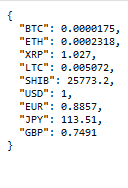 {
"BTC": 0.0000175,
"ETH": 0.0002318,
"XRP": 1.027,
"LTC": 0.005072,
"SHIB": 25773.2,
"USD": 1,
"EUR": 0.8857,
"JPY": 113.51,
"GBP": 0.7491
}